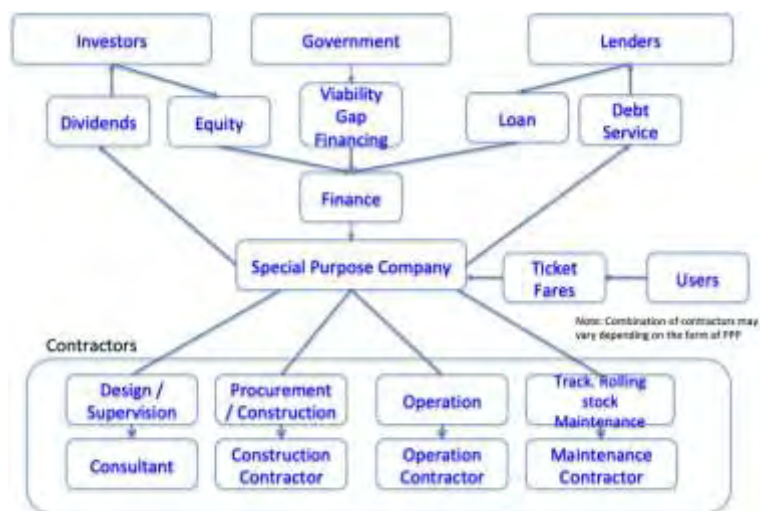 Investors
Government
Lenders
Dividends
Equity
Viability
Gap
Financing
Loan
Debt
Service
Finance
Special Purpose Company
Ticket
Fares
Users
Note: Combination of contractors may
vary depending on the form of PPP
Contractors
Design /
Supervision
Procurement
/ Construction
Operation
Track, Rolling
stock
Maintenance
Consultant
Construction
Contractor
Operation
Contractor
Maintenance
Contractor